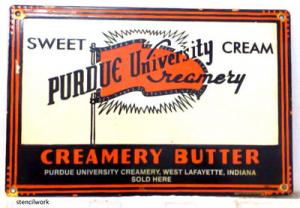 SWEET CREAM
PURDUE University
Creamery
CREAMERY BUTTER
PURDUE UNIVERSITY CREAMERY, WEST LAFAYETTE, INDIANA
SOLD HERE
stencilwork